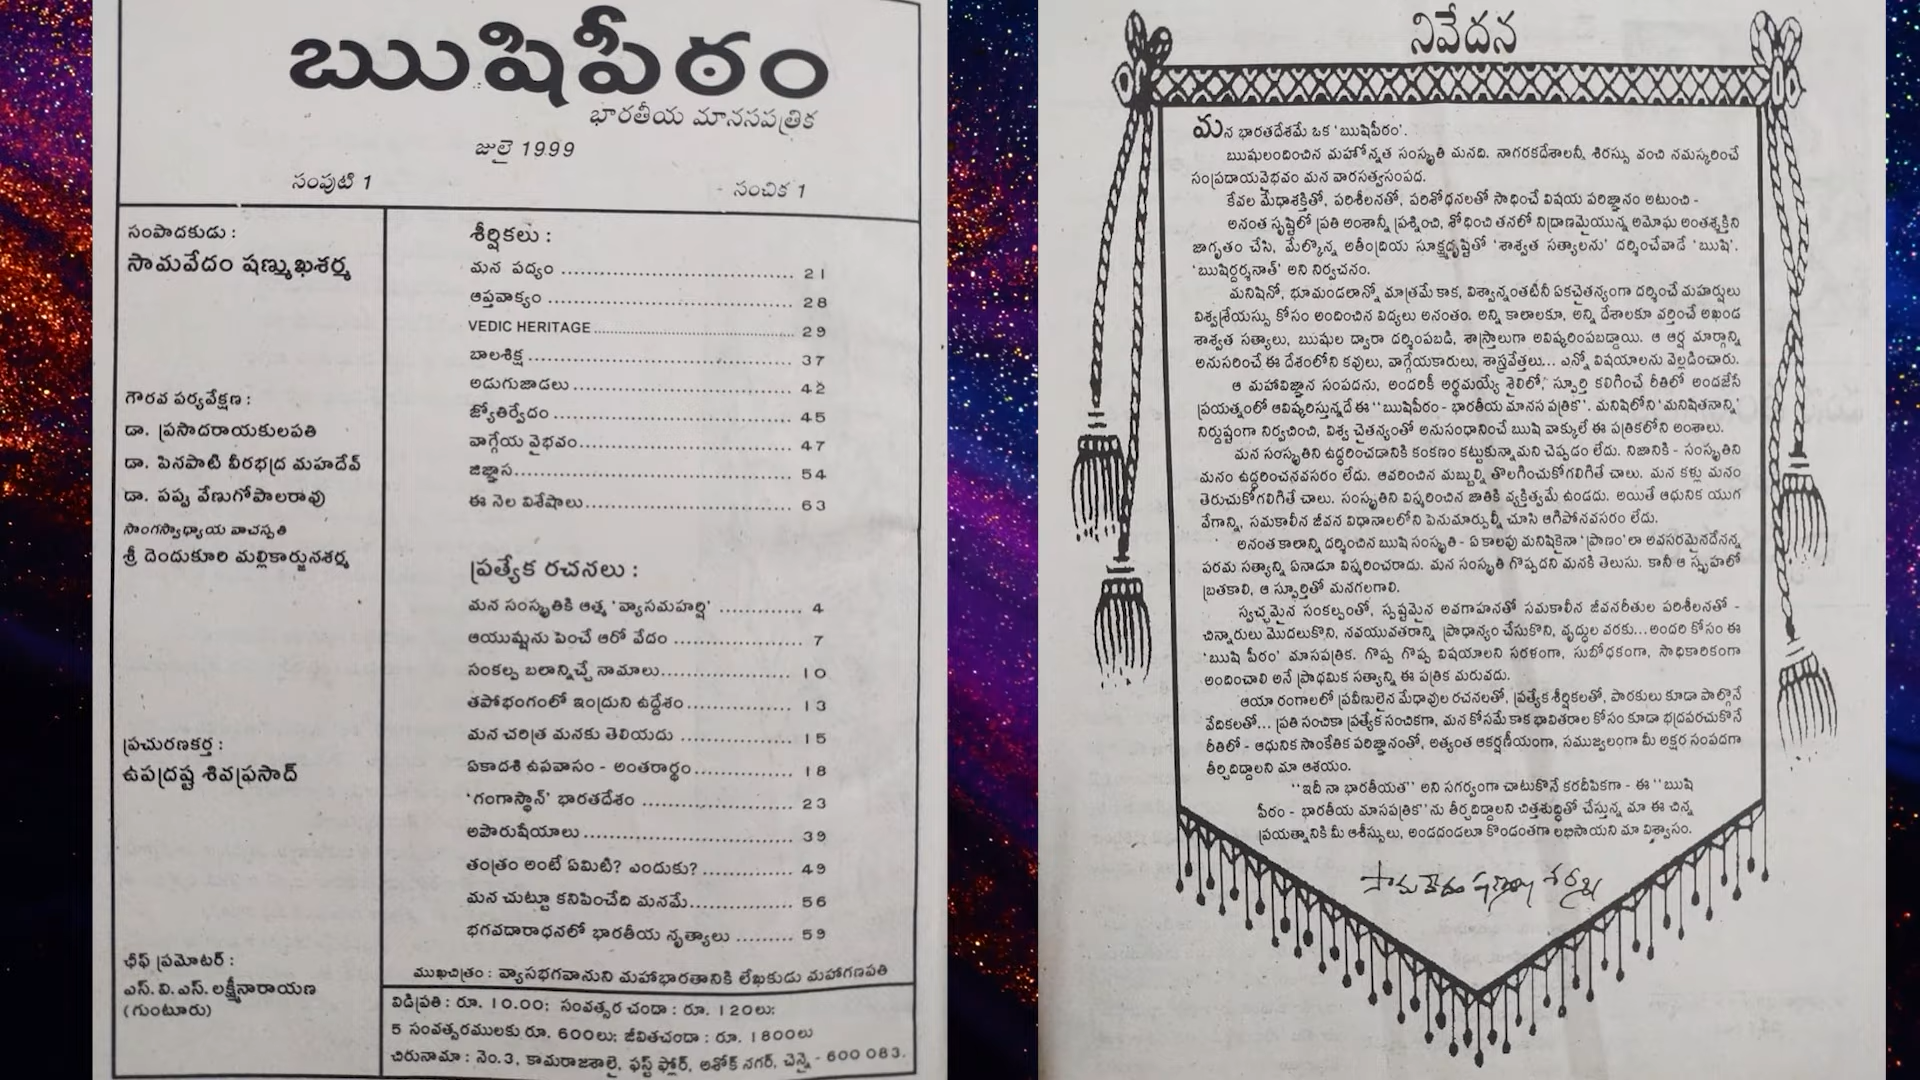 ఋషిపీఠం
భారతీయ మానసపత్రిక
జులై 1999
సంపుటి 1
- సంచిక 1
సంపాదకుడు :
సామవేదం షణ్ముఖశర్మ
గౌరవ పర్యవేక్షణ :
డా. ప్రసాదరాయకులపతి
డా. పినపాటి వీరభద్ర మహదేవ్
డా. పప్పు వేణుగోపాలరావు
సాంగస్వాధ్యాయ వాచస్పతి
శ్రీ దెందుకూరి మల్లికార్జునశర్మ
ప్రచురణకర్త :
ఉపద్రష్ట శివప్రసాద్
ఛీఫ్ ప్రమోటర్ :
ఎస్.వి.ఎస్. లక్ష్మీనారాయణ
(గుంటూరు)
శీర్షికలు :
మన పద్యం ........................................ 21
ఆప్తవాక్యం ........................................ 28
VEDIC HERITAGE ........................................ 29
బాలశిక్ష ........................................ 37
అడుగుజాడలు ........................................ 42
జ్యోతిర్వేదం ........................................ 45
వాగ్గేయ వైభవం ........................................ 47
జిజ్ఞాస ........................................ 54
ఈ నెల విశేషాలు ........................................ 63
ప్రత్యేక రచనలు :
మన సంస్కృతికి ఆత్మ 'వ్యాసమహర్షి' ............ 4
ఆయుష్షును పెంచే ఆరో వేదం .................. 7
సంకల్ప బలాన్నిచ్చే నామాలు .................. 10
తపోభంగంలో ఇంద్రుని ఉద్దేశం .................. 13
మన చరిత్ర మనకు తెలియదు .................. 15
ఏకాదశి ఉపవాసం - అంతరార్థం .................. 18
'గంగాస్థాన్' భారతదేశం .................. 23
అపౌరుషేయాలు .................. 39
తంత్రం అంటే ఏమిటి? ఎందుకు? .................. 49
మన చుట్టూ కనిపించేది మనమే .................. 56
భగవదారాధనలో భారతీయ నృత్యాలు ......... 59
ముఖచిత్రం : వ్యాసభగవానుని మహాభారతానికి లేఖకుడు మహాగణపతి
విడిప్రతి : రూ. 10.00; సంవత్సర చందా : రూ. 120లు;
5 సంవత్సరములకు రూ. 600లు; జీవితచందా : రూ. 1800లు
చిరునామా : నెం.3, కామరాజశాలై, ఫస్ట్ ఫ్లోర్, అశోక్ నగర్, చెన్నై - 600 083.
నివేదన
మన భారతదేశమే ఒక 'ఋషిపీఠం'.
ఋషులందించిన మహోన్నత సంస్కృతి మనది. నాగరకదేశాలన్నీ శిరస్సు వంచి నమస్కరించే
సంప్రదాయవైభవం మన వారసత్వసంపద.
కేవల మేధాశక్తితో, పరిశీలనతో, పరిశోధనలతో సాధించే విషయ పరిజ్ఞానం అటుంచి -
అనంత సృష్టిలో ప్రతి అంశాన్నీ ప్రశ్నించి, శోధించి తనలో నిద్రాణమైయున్న అమోఘ అంతశ్శక్తిని
జాగృతం చేసి, మేల్కొన్న అతీంద్రియ సూక్ష్మదృష్టితో 'శాశ్వత సత్యాలను' దర్శించేవాడే 'ఋషి'.
'ఋషిర్దర్శనాత్' అని నిర్వచనం.
మనిషినో, భూమండలాన్నో మాత్రమే కాక, విశ్వాన్నంతటినీ ఏకచైతన్యంగా దర్శించే మహర్షులు
విశ్వశ్రేయస్సు కోసం అందించిన విద్యలు అనంతం. అన్ని కాలాలకూ, అన్ని దేశాలకూ వర్తించే అఖండ
శాశ్వత సత్యాలు, ఋషుల ద్వారా దర్శింపబడి, శాస్త్రాలుగా అవిష్కరింపబడ్డాయి. ఆ ఆర్ష మార్గాన్ని
అనుసరించే ఈ దేశంలోని కవులు, వాగ్గేయకారులు, శాస్త్రవేత్తలు... ఎన్నో విషయాలను వెల్లడించారు.
ఆ మహావిజ్ఞాన సంపదను, అందరికీ అర్థమయ్యే శైలిలో, స్ఫూర్తి కలిగించే రీతిలో అందజేసే
ప్రయత్నంలో ఆవిష్కరిస్తున్నదే ఈ "ఋషిపీఠం - భారతీయ మానస పత్రిక". మనిషిలోని 'మనిషితనాన్ని'
నిర్దుష్టంగా నిర్వచించి, విశ్వ చైతన్యంతో అనుసంధానించే ఋషి వాక్కులే ఈ పత్రికలోని అంశాలు.
మన సంస్కృతిని ఉద్ధరించడానికి కంకణం కట్టుకున్నామని చెప్పడం లేదు. నిజానికి - సంస్కృతిని
మనం ఉద్ధరించనవసరం లేదు. ఆవరించిన మబ్బుల్ని తొలగించుకోగలిగితే చాలు. మన కళ్లు మనం
తెరుచుకోగలిగితే చాలు. సంస్కృతిని విస్మరించిన జాతికి వ్యక్తిత్వమే ఉండదు. అయితే ఆధునిక యుగ
వేగాన్ని, సమకాలీన జీవన విధానాలలోని పెనుమార్పుల్నీ చూసి ఆగిపోనవసరం లేదు.
అనంత కాలాన్ని దర్శించిన ఋషి సంస్కృతి - ఏ కాలపు మనిషికైనా 'ప్రాణం'లా అవసరమైనదేనన్న
పరమ సత్యాన్ని ఏనాడూ విస్మరించరాదు. మన సంస్కృతి గొప్పదని మనకి తెలుసు. కానీ ఆ స్పృహలో
బ్రతకాలి, ఆ స్ఫూర్తితో మనగలగాలి.
స్వచ్ఛమైన సంకల్పంతో, స్పష్టమైన అవగాహనతో సమకాలీన జీవనరీతుల పరిశీలనతో -
చిన్నారులు మొదలుకొని, నవయువతరాన్ని ప్రాధాన్యం చేసుకొని, వృద్ధుల వరకు... అందరి కోసం ఈ
'ఋషి పీఠం' మాసపత్రిక. గొప్ప గొప్ప విషయాలని సరళంగా, సుబోధకంగా, సాధికారికంగా
అందించాలి అనే ప్రాథమిక సత్యాన్ని ఈ పత్రిక మరువదు.
ఆయా రంగాలలో ప్రవీణులైన మేధావుల రచనలతో, ప్రత్యేక శీర్షికలతో, పాఠకులు కూడా పాల్గొనే
వేదికలతో... ప్రతి సంచికా ప్రత్యేక సంచికగా, మన కోసమే కాక భావితరాల కోసం కూడా భద్రపరచుకొనే
రీతిలో - ఆధునిక సాంకేతిక పరిజ్ఞానంతో, అత్యంత ఆకర్షణీయంగా, సముజ్వలంగా మీ అక్షర సంపదగా
తీర్చిదిద్దాలని మా ఆశయం.
"ఇదీ నా భారతీయత" అని సగర్వంగా చాటుకొనే కరదీపికగా - ఈ "ఋషి
పీఠం - భారతీయ మాసపత్రిక"ను తీర్చిదిద్దాలని చిత్తశుద్ధితో చేస్తున్న మా ఈ చిన్న
ప్రయత్నానికి మీ ఆశీస్సులు, అండదండలూ కొండంతగా లభిసాయని మా విశ్వాసం.
సామవేదం షణ్ముఖ శర్మ